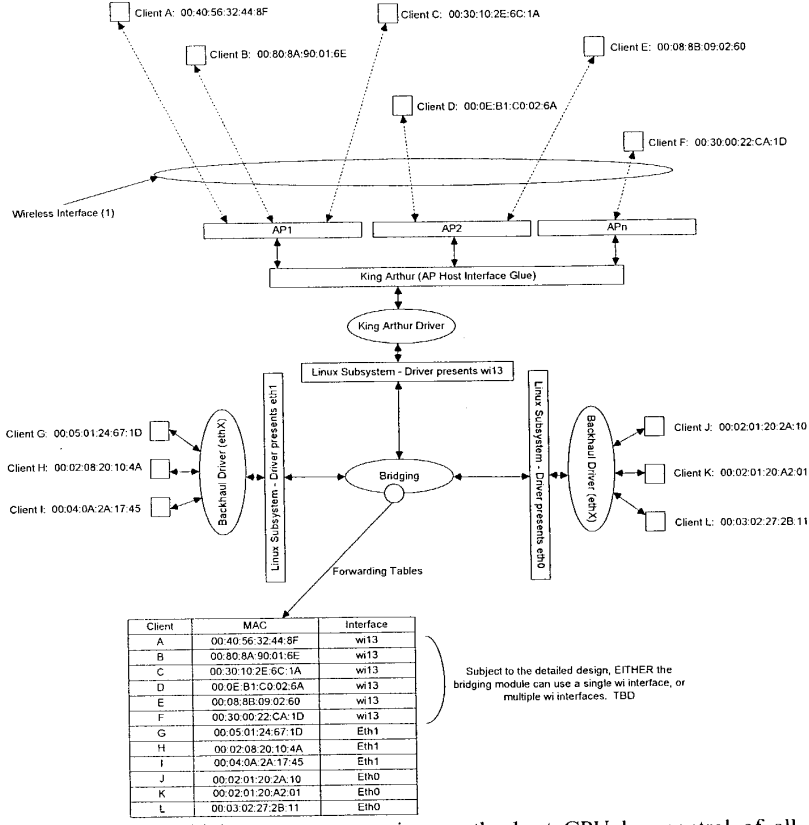 Client A: 00:40:56:32:44:8F
Client C: 00:30:10:2E:6C:1A
Client B: 00:80:8A:90:01:6E
Client E: 00:08:8B:09:02:60
Client D: 00:0E:B1:C0:02:6A
Client F: 00:30:00:22:CA:1D
Wireless Interface (1)
AP1
AP2
APn
King Arthur (AP Host Interface Glue)
King Arthur Driver
Linux Subsystem - Driver presents wi13
Client G: 00:05:01:24:67:1D
Client H: 00:02:08:20:10:4A
Client I: 00:04:0A:2A:17:45
Backhaul Driver (ethX)
Linux Subsystem - Driver presents eth1
Bridging
Linux Subsystem - Driver presents eth0
Backhaul Driver (ethX)
Client J: 00:02:01:20:2A:10
Client K: 00:02:01:20:A2:01
Client L: 00:03:02:27:2B:11
Forwarding Tables
Client MAC Interface
A 00:40:56:32:44:8F wi13
B 00:80:8A:90:01:6E wi13
C 00:30:10:2E:6C:1A wi13
D 00:0E:B1:C0:02:6A wi13
E 00:08:8B:09:02:60 wi13
F 00:30:00:22:CA:1D wi13
G 00:05:01:24:67:1D Eth1
H 00:02:08:20:10:4A Eth1
I 00:04:0A:2A:17:45 Eth1
J 00:02:01:20:2A:10 Eth0
K 00:02:01:20:A2:01 Eth0
L 00:03:02:27:2B:11 Eth0
Subject to the detailed design, EITHER the
bridging module can use a single wi interface, or
multiple wi interfaces. TBD
the host CPU has control of all